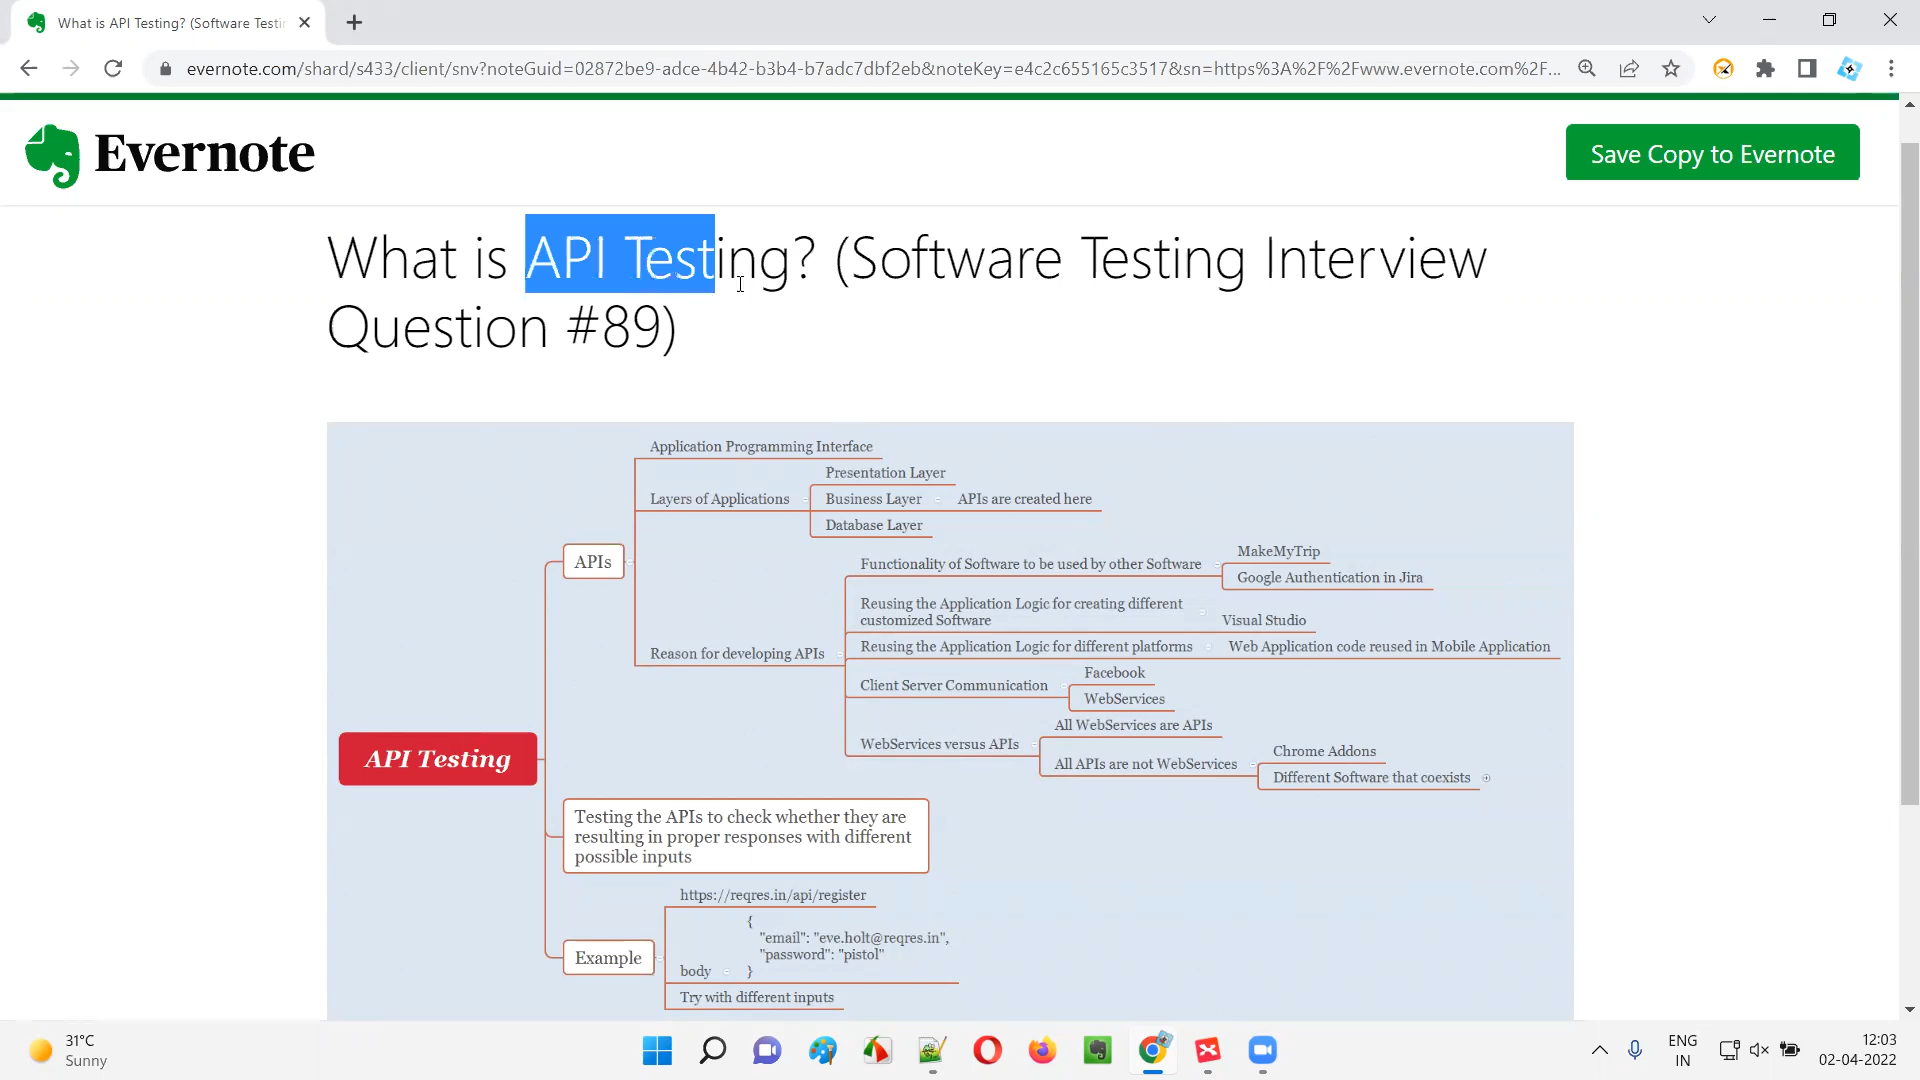 What is API Testing? (Software Testin
evernote.com/shard/s433/client/snv?noteGuid=02872be9-adce-4b42-b3b4-b7adc7dbf2eb&noteKey=e4c2c655165c3517&sn=https%3A%2F%2Fwww.evernote.com%2F...
Evernote
Save Copy to Evernote
What is API Testing? (Software Testing Interview
Question #89)
Application Programming Interface
Presentation Layer
Layers of Applications
Business Layer
APIs are created here
Database Layer
APIs
MakeMyTrip
Functionality of Software to be used by other Software
Google Authentication in Jira
Reusing the Application Logic for creating different
customized Software
Visual Studio
Reason for developing APIs
Reusing the Application Logic for different platforms
Web Application code reused in Mobile Application
Facebook
Client Server Communication
WebServices
All WebServices are APIs
WebServices versus APIs
Chrome Addons
All APIs are not WebServices
Different Software that coexists
API Testing
Testing the APIs to check whether they are
resulting in proper responses with different
possible inputs
https://reqres.in/api/register
{
"email": "eve.holt@reqres.in",
"password": "pistol"
body }
Example
Try with different inputs
31°C
Sunny
ENG
IN
12:03
02-04-2022